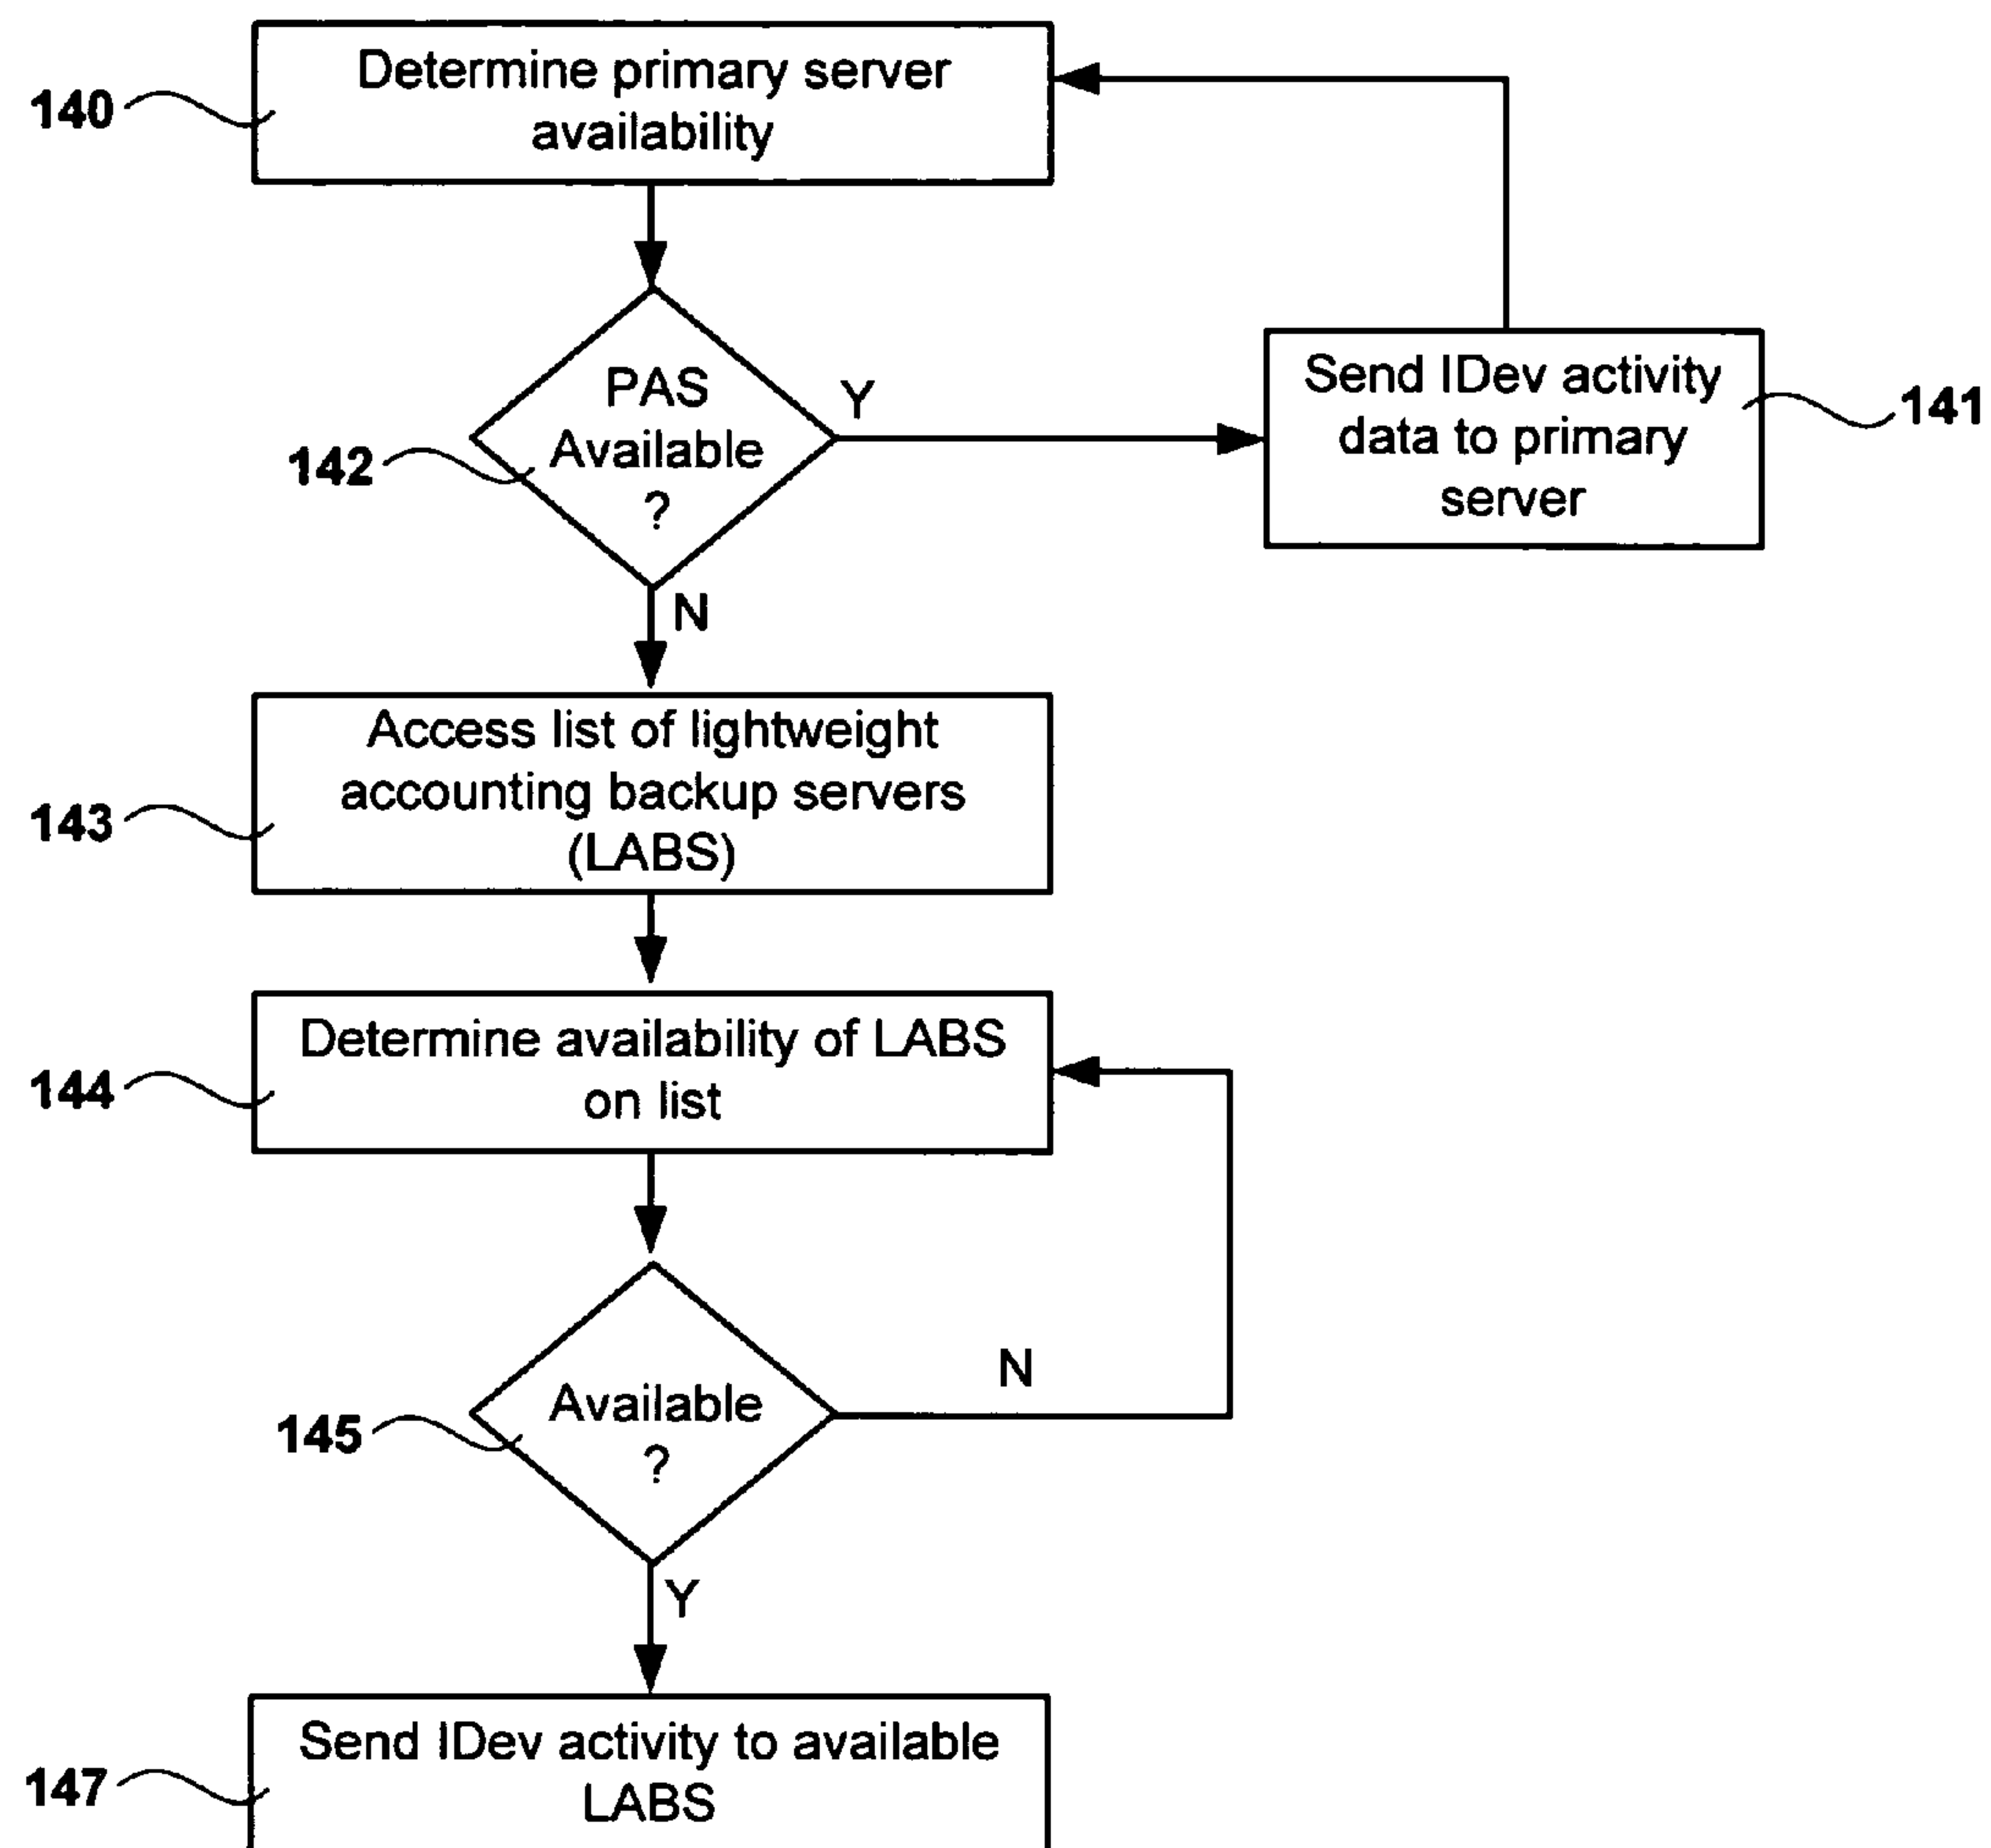 Determine primary server
availability
140
PAS
Available
?
142
Y
Send IDev activity
data to primary
server
141
N
Access list of lightweight
accounting backup servers
(LABS)
143
Determine availability of LABS
on list
144
Available
?
145
N
Y
Send IDev activity to available
LABS
147